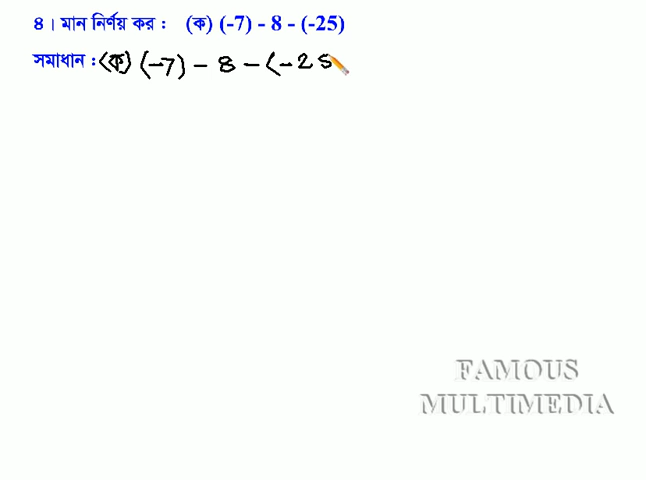 ৪। মান নির্ণয় কর : (ক) (-7) - 8 - (-25)
সমাধান : (ক) (-7) - 8 - (-25
FAMOUS
MULTIMEDIA